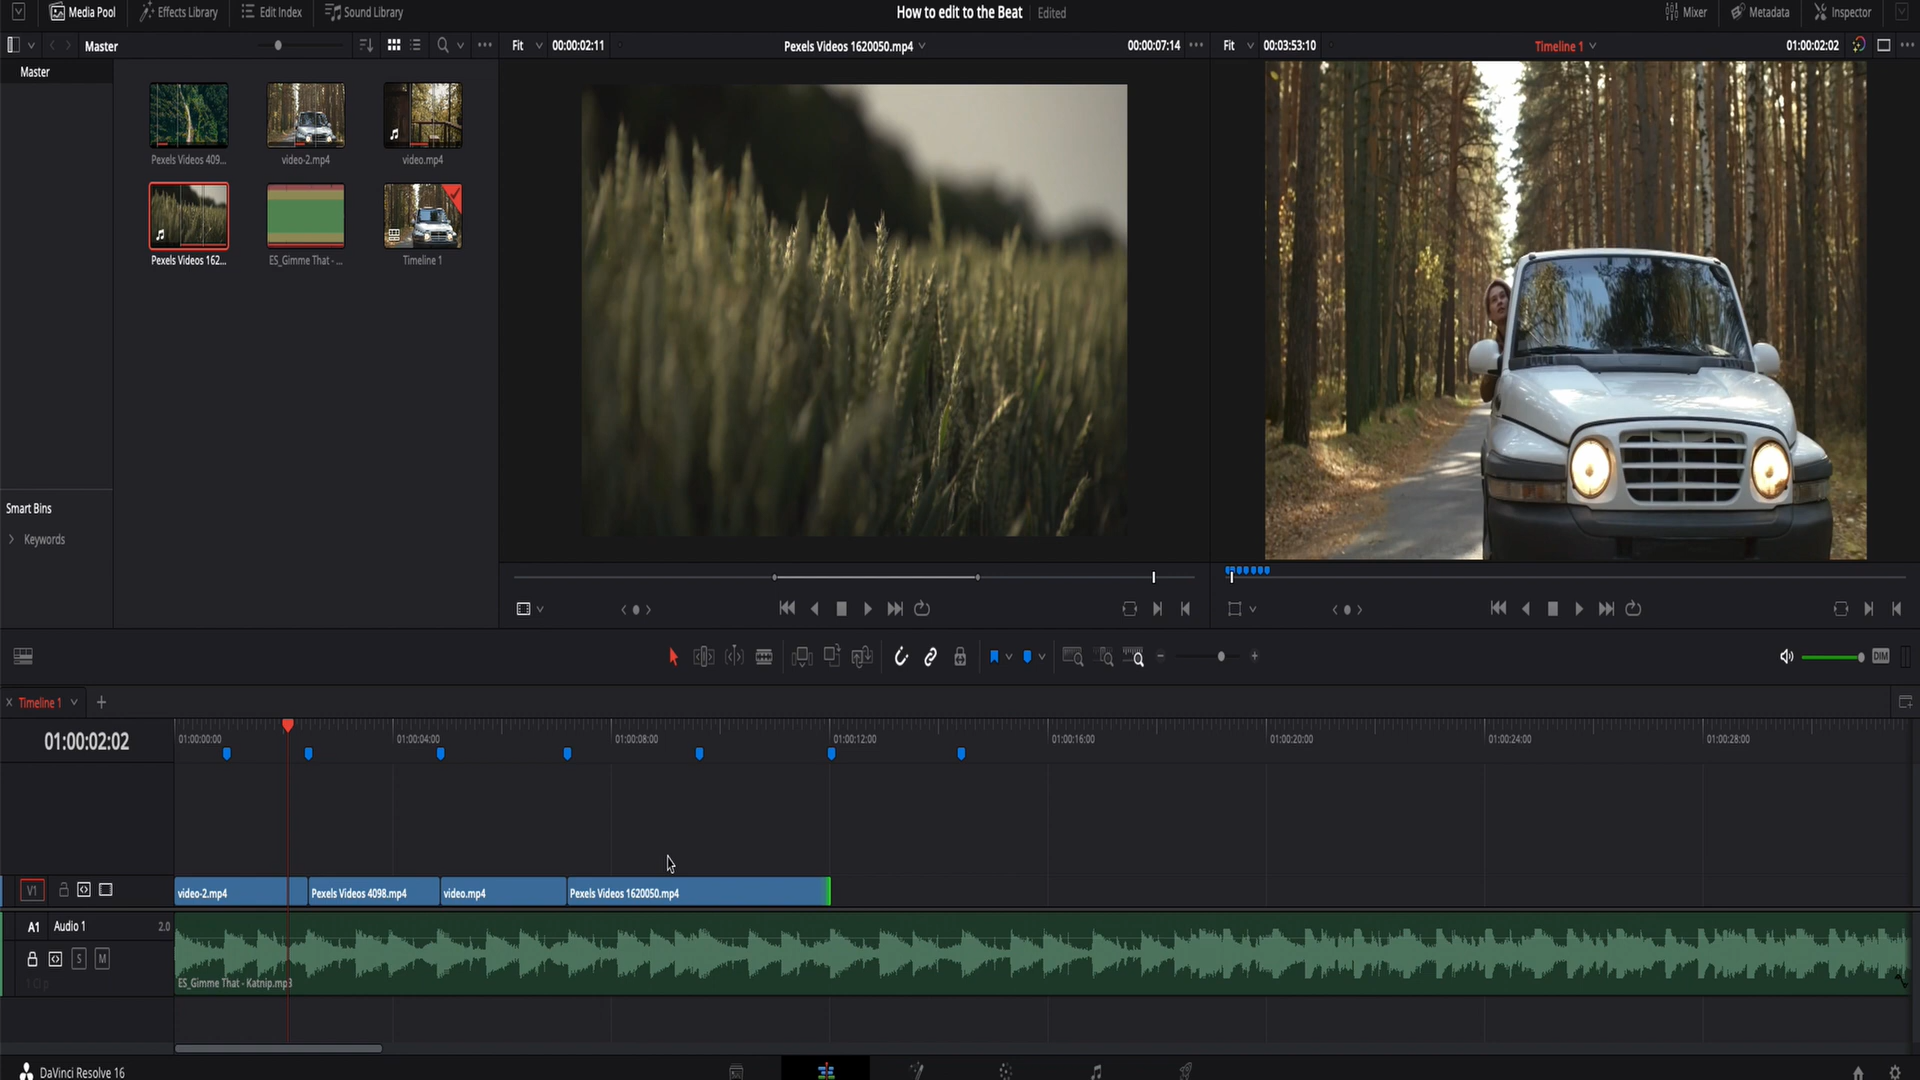 Media Pool
Effects Library
Edit Index
Sound Library
How to edit to the Beat
Edited
Mixer
Metadata
Inspector
Master
Fit
00:00:02:11
Pexels Videos 1620050.mp4
00:00:07:14
Fit
00:03:53:10
Timeline 1
01:00:02:02
Master
Pexels Videos 409...
video-2.mp4
video.mp4
Pexels Videos 162...
ES_Gimme That - ...
Timeline 1
Smart Bins
Keywords
DIM
Timeline 1
01:00:02:02
01:00:00:00
01:00:04:00
01:00:08:00
01:00:12:00
01:00:16:00
01:00:20:00
01:00:24:00
01:00:28:00
V1
video-2.mp4
Pexels Videos 4098.mp4
video.mp4
Pexels Videos 1620050.mp4
A1
Audio 1
2.0
S
M
ES_Gimme That - Katnip.mp3
DaVinci Resolve 16